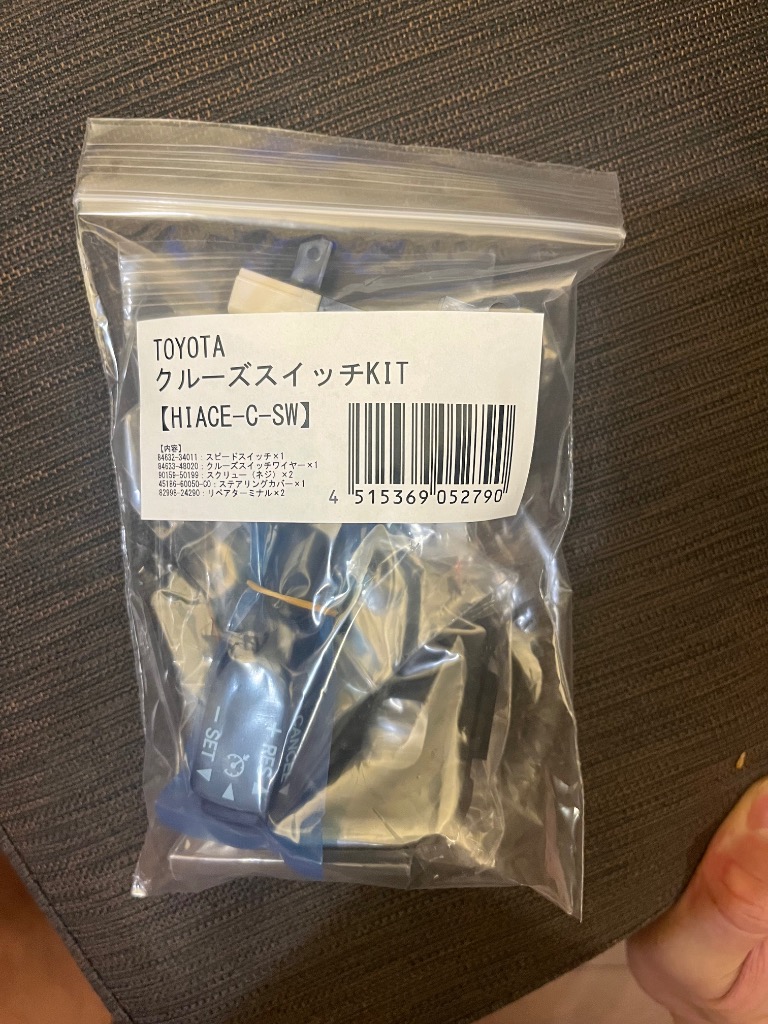 TOYOTA
クルーズスイッチKIT
【HIACE-C-SW】
【内容】
84632-34011：スピードスイッチ×1
84633-48020：クルーズスイッチワイヤー×1
90159-50199：スクリュー（ネジ）×2
45186-60050-C0：ステアリングカバー×1
82998-24290：リペアターミナル×2
4 515369 052790
− SET ▼
+ RES ▲
CANCEL ▼